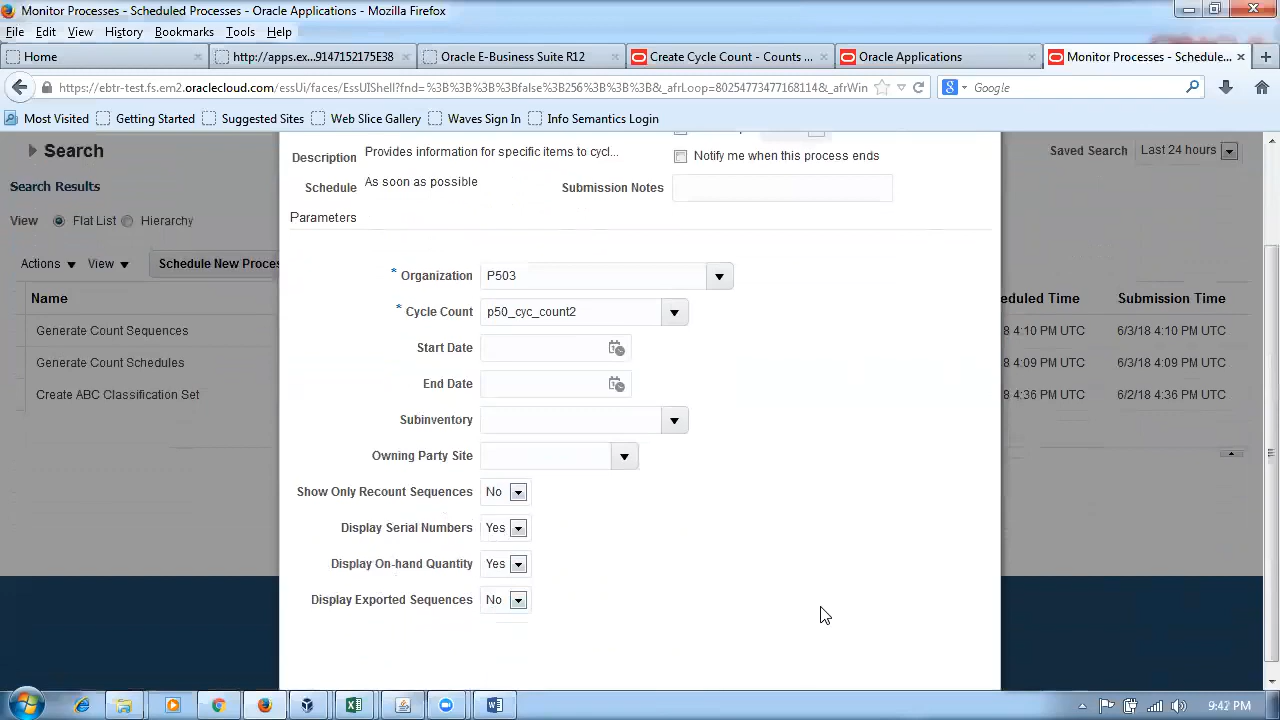 Monitor Processes - Scheduled Processes - Oracle Applications - Mozilla Firefox
File Edit View History Bookmarks Tools Help
Home http://apps.ex...9147152175E38 Oracle E-Business Suite R12 Create Cycle Count - Counts ... Oracle Applications Monitor Processes - Schedule...
https://ebtr-test.fs.em2.oraclecloud.com/essUi/faces/EssUIShell?fnd=%3B%3B%3Bfalse%3B256%3B%3B%3B&_afrLoop=80254773477168114&_afrWin Google
Most Visited Getting Started Suggested Sites Web Slice Gallery Waves Sign In Info Semantics Location
Search
Saved Search Last 24 hours
Search Results
View Flat List Hierarchy
Actions View Schedule New Proces
Name
Generate Count Sequences
Generate Count Schedules
Create ABC Classification Set
Description Provides information for specific items to cycl... Notify me when this process ends
Schedule As soon as possible Submission Notes
Parameters
* Organization P503
* Cycle Count p50_cyc_count2
Start Date
End Date
Subinventory
Owning Party Site
Show Only Recount Sequences No
Display Serial Numbers Yes
Display On-hand Quantity Yes
Display Exported Sequences No
eduled Time Submission Time
18 4:10 PM UTC 6/3/18 4:10 PM UTC
18 4:09 PM UTC 6/3/18 4:09 PM UTC
18 4:36 PM UTC 6/2/18 4:36 PM UTC
9:42 PM